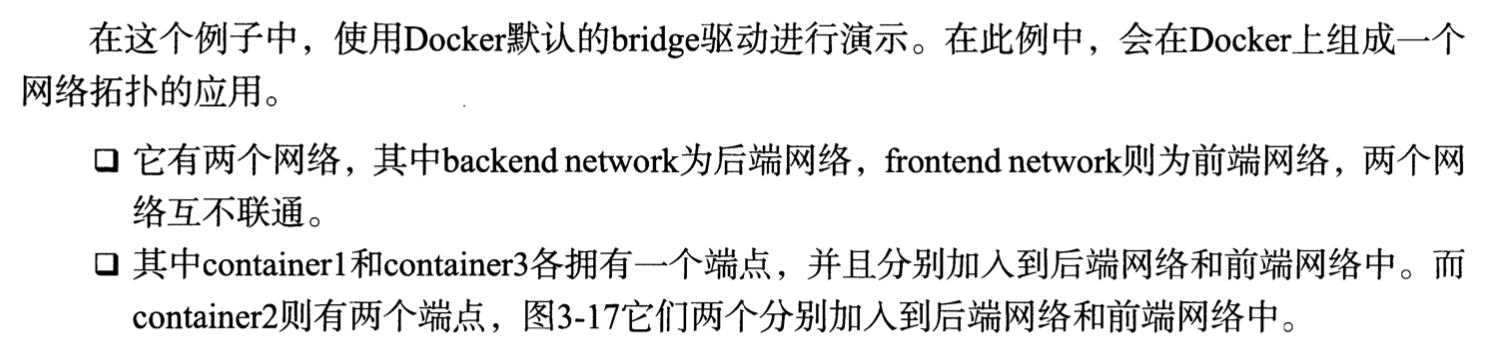 在这个例子中，使用Docker默认的bridge驱动进行演示。在此例中，会在Docker上组成一个
网络拓扑的应用。
❏ 它有两个网络，其中backend network为后端网络，frontend network则为前端网络，两个网
络互不联通。
❏ 其中container1和container3各拥有一个端点，并且分别加入到后端网络和前端网络中。而
container2则有两个端点，图3-17它们两个分别加入到后端网络和前端网络中。